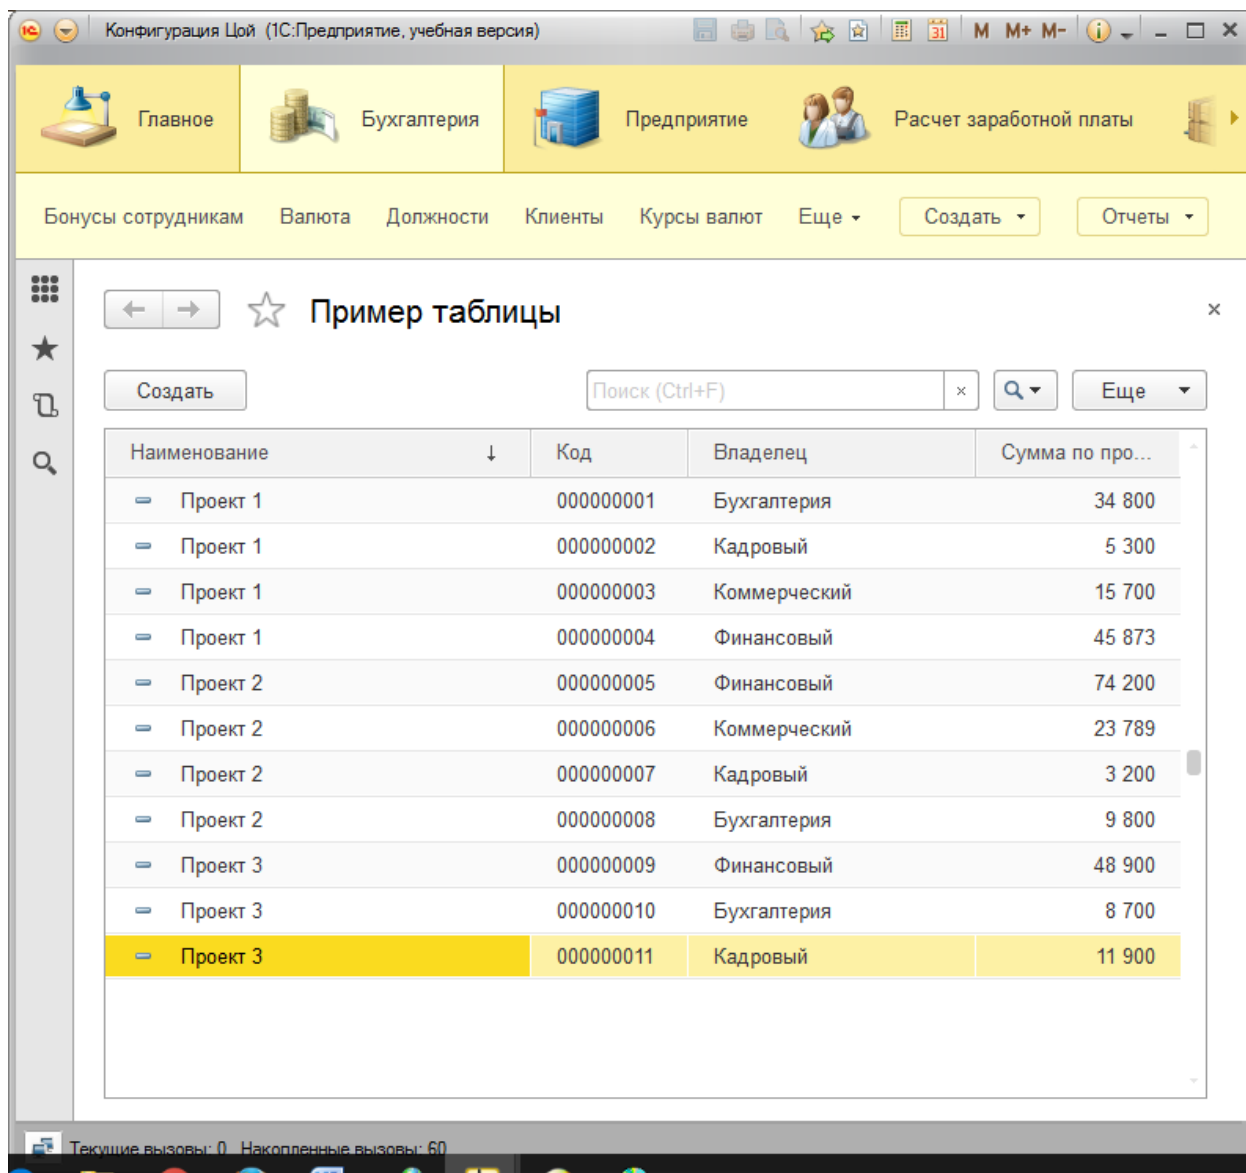 Конфигурация Цой (1С:Предприятие, учебная версия) M M+ M-
Главное Бухгалтерия Предприятие Расчет заработной платы
Бонусы сотрудникам Валюта Должности Клиенты Курсы валют Еще Создать Отчеты
Пример таблицы
Создать Поиск (Ctrl+F) Еще
Наименование ↓ Код Владелец Сумма по про...
Проект 1 000000001 Бухгалтерия 34 800
Проект 1 000000002 Кадровый 5 300
Проект 1 000000003 Коммерческий 15 700
Проект 1 000000004 Финансовый 45 873
Проект 2 000000005 Финансовый 74 200
Проект 2 000000006 Коммерческий 23 789
Проект 2 000000007 Кадровый 3 200
Проект 2 000000008 Бухгалтерия 9 800
Проект 3 000000009 Финансовый 48 900
Проект 3 000000010 Бухгалтерия 8 700
Проект 3 000000011 Кадровый 11 900
Текущие вызовы: 0 Накопленные вызовы: 60